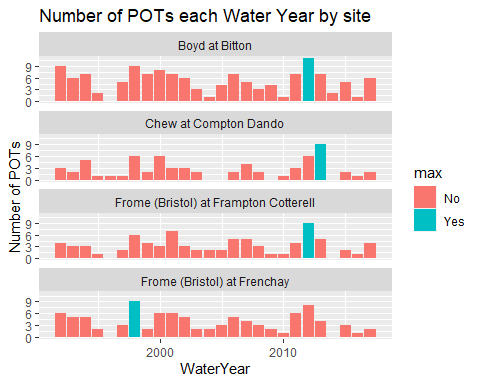 Number of POTs each Water Year by site
Boyd at Bitton
9
6
3
0
Chew at Compton Dando
9
6
3
0
Frome (Bristol) at Frampton Cotterell
9
6
3
0
Frome (Bristol) at Frenchay
9
6
3
0
Number of POTs
2000 2010
WaterYear
max
No
Yes